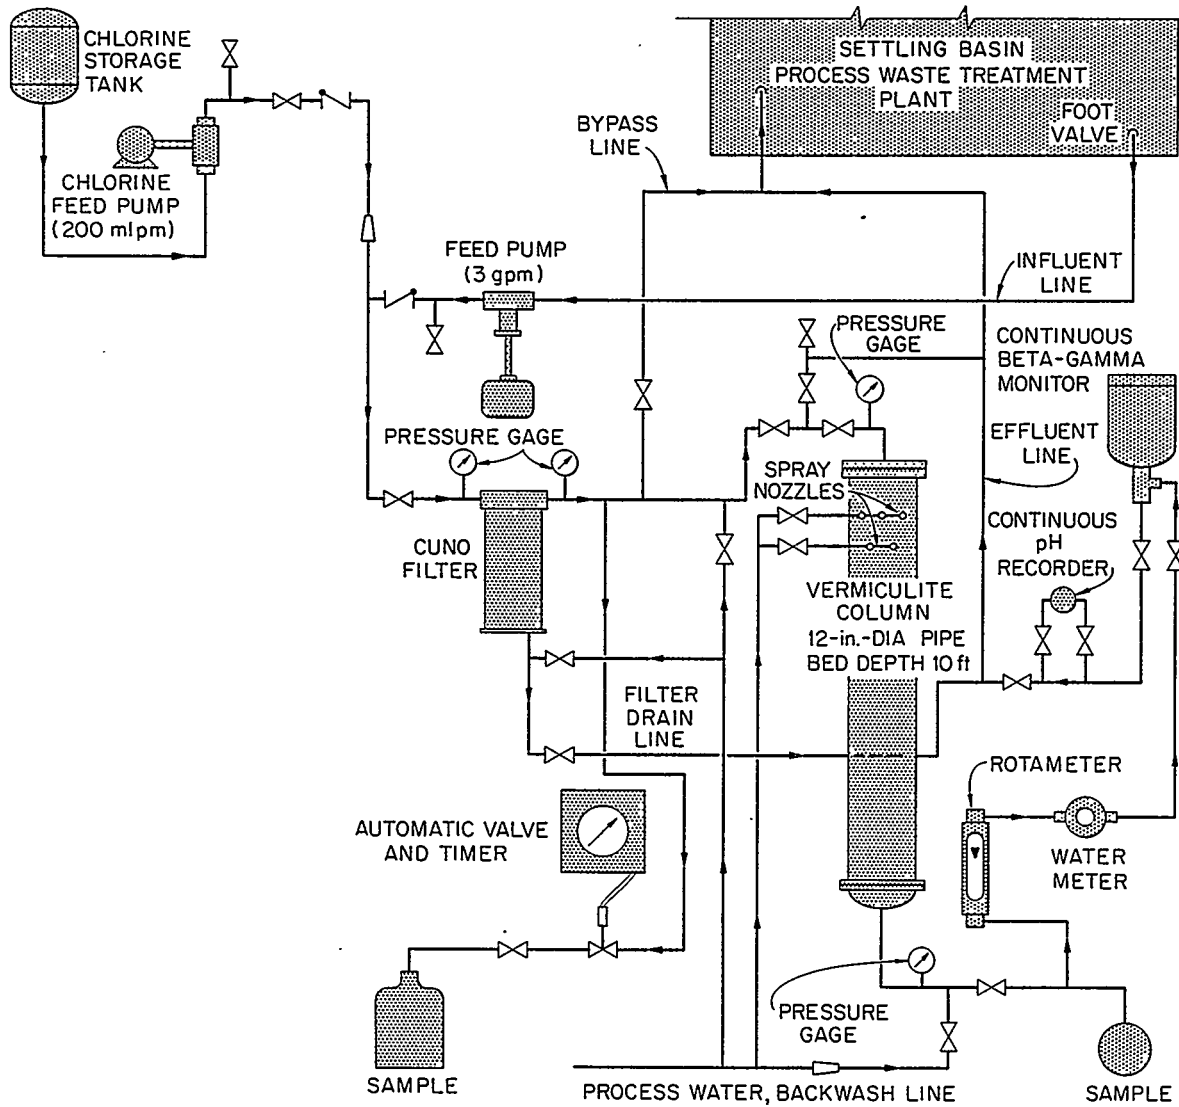 CHLORINE
STORAGE
TANK
CHLORINE
FEED PUMP
(200 mlpm)
SETTLING BASIN
PROCESS WASTE TREATMENT
PLANT
FOOT
VALVE
BYPASS
LINE
FEED PUMP
(3 gpm)
INFLUENT
LINE
PRESSURE
GAGE
CONTINUOUS
BETA-GAMMA
MONITOR
PRESSURE GAGE
EFFLUENT
LINE
SPRAY
NOZZLES
CONTINUOUS
pH
RECORDER
CUNO
FILTER
VERMICULITE
COLUMN
12-in.-DIA PIPE
BED DEPTH 10 ft
FILTER
DRAIN
LINE
ROTAMETER
AUTOMATIC VALVE
AND TIMER
WATER
METER
PRESSURE
GAGE
SAMPLE
PROCESS WATER, BACKWASH LINE
SAMPLE